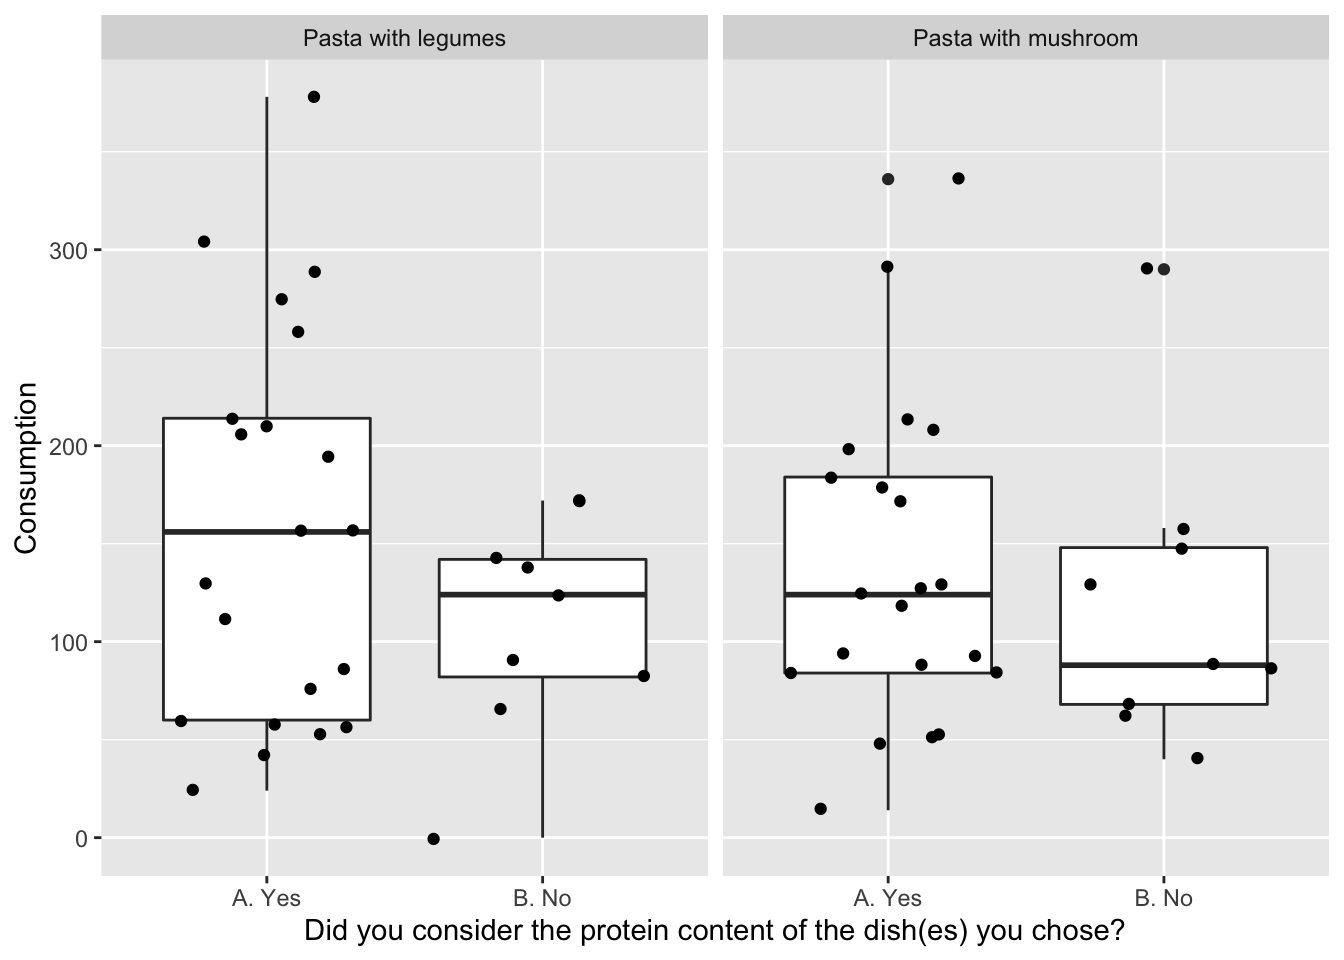 Pasta with legumes
Pasta with mushroom
Consumption
300
200
100
0
A. Yes
B. No
A. Yes
B. No
Did you consider the protein content of the dish(es) you chose?